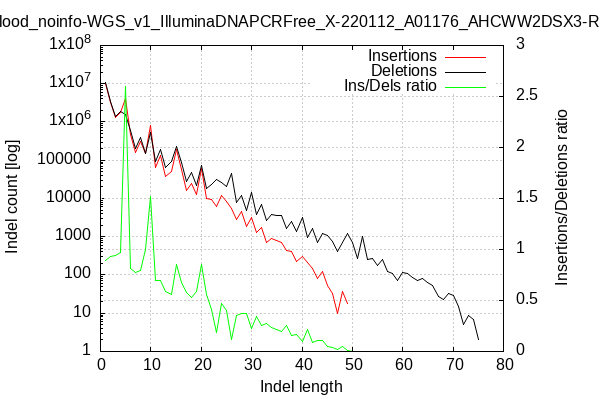 lood_noinfo-WGS_v1_IlluminaDNAPCRFree_X-220112_A01176_AHCWW2DSX3-R
Insertions
Deletions
Ins/Dels ratio
1x10^8
1x10^7
1x10^6
100000
10000
1000
100
10
1
3
2.5
2
1.5
1
0.5
0
0 10 20 30 40 50 60 70 80
Indel count [log]
Insertions/Deletions ratio
Indel length